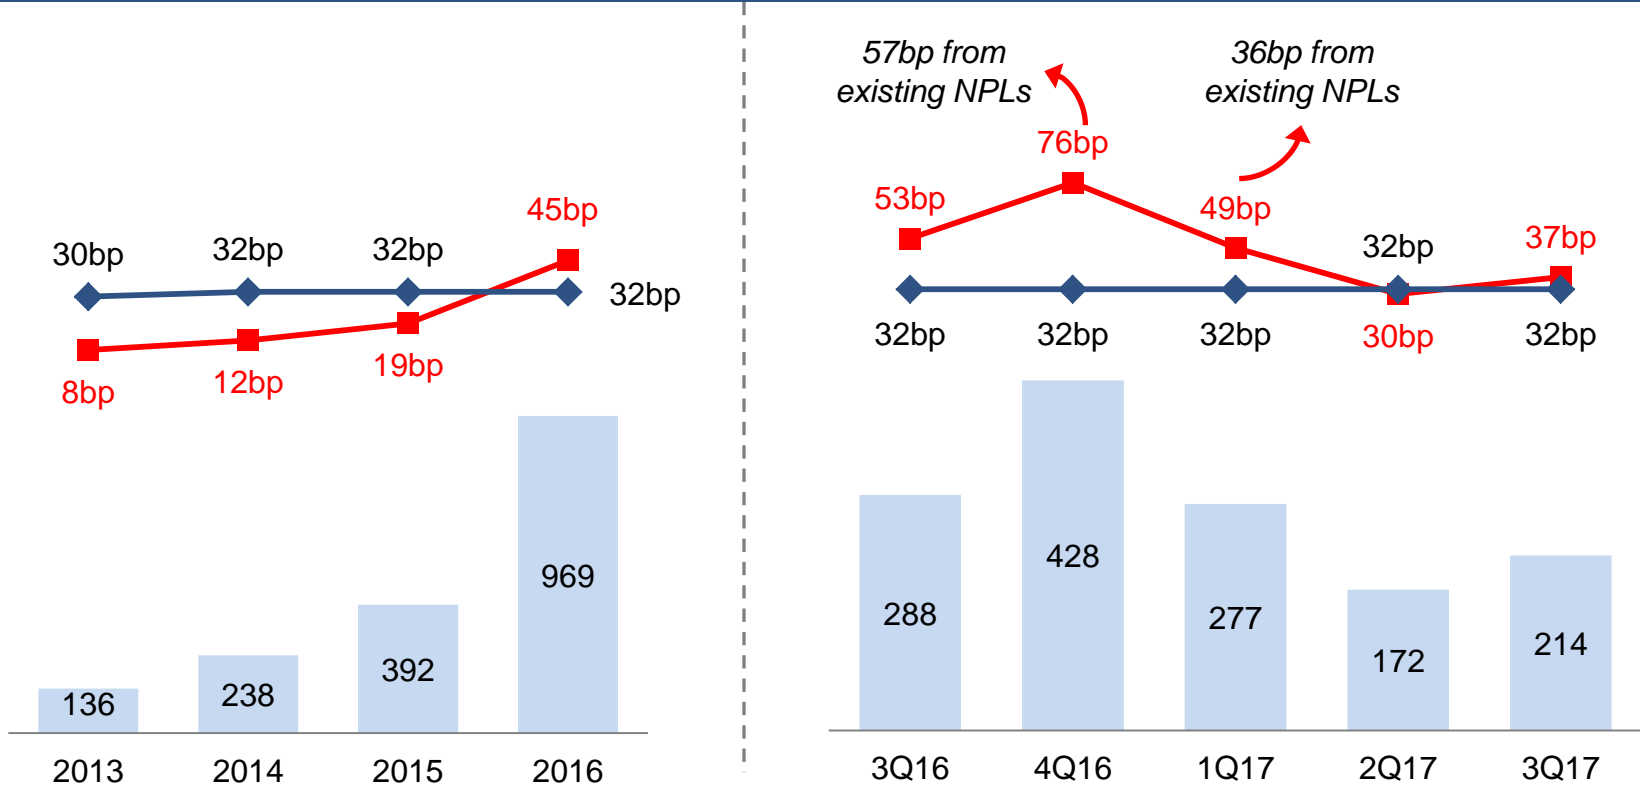 45bp
30bp
32bp
32bp
32bp
8bp
12bp
19bp
136
238
392
969
2013
2014
2015
2016
57bp from
existing NPLs
36bp from
existing NPLs
76bp
53bp
49bp
32bp
37bp
32bp
32bp
32bp
30bp
32bp
288
428
277
172
214
3Q16
4Q16
1Q17
2Q17
3Q17